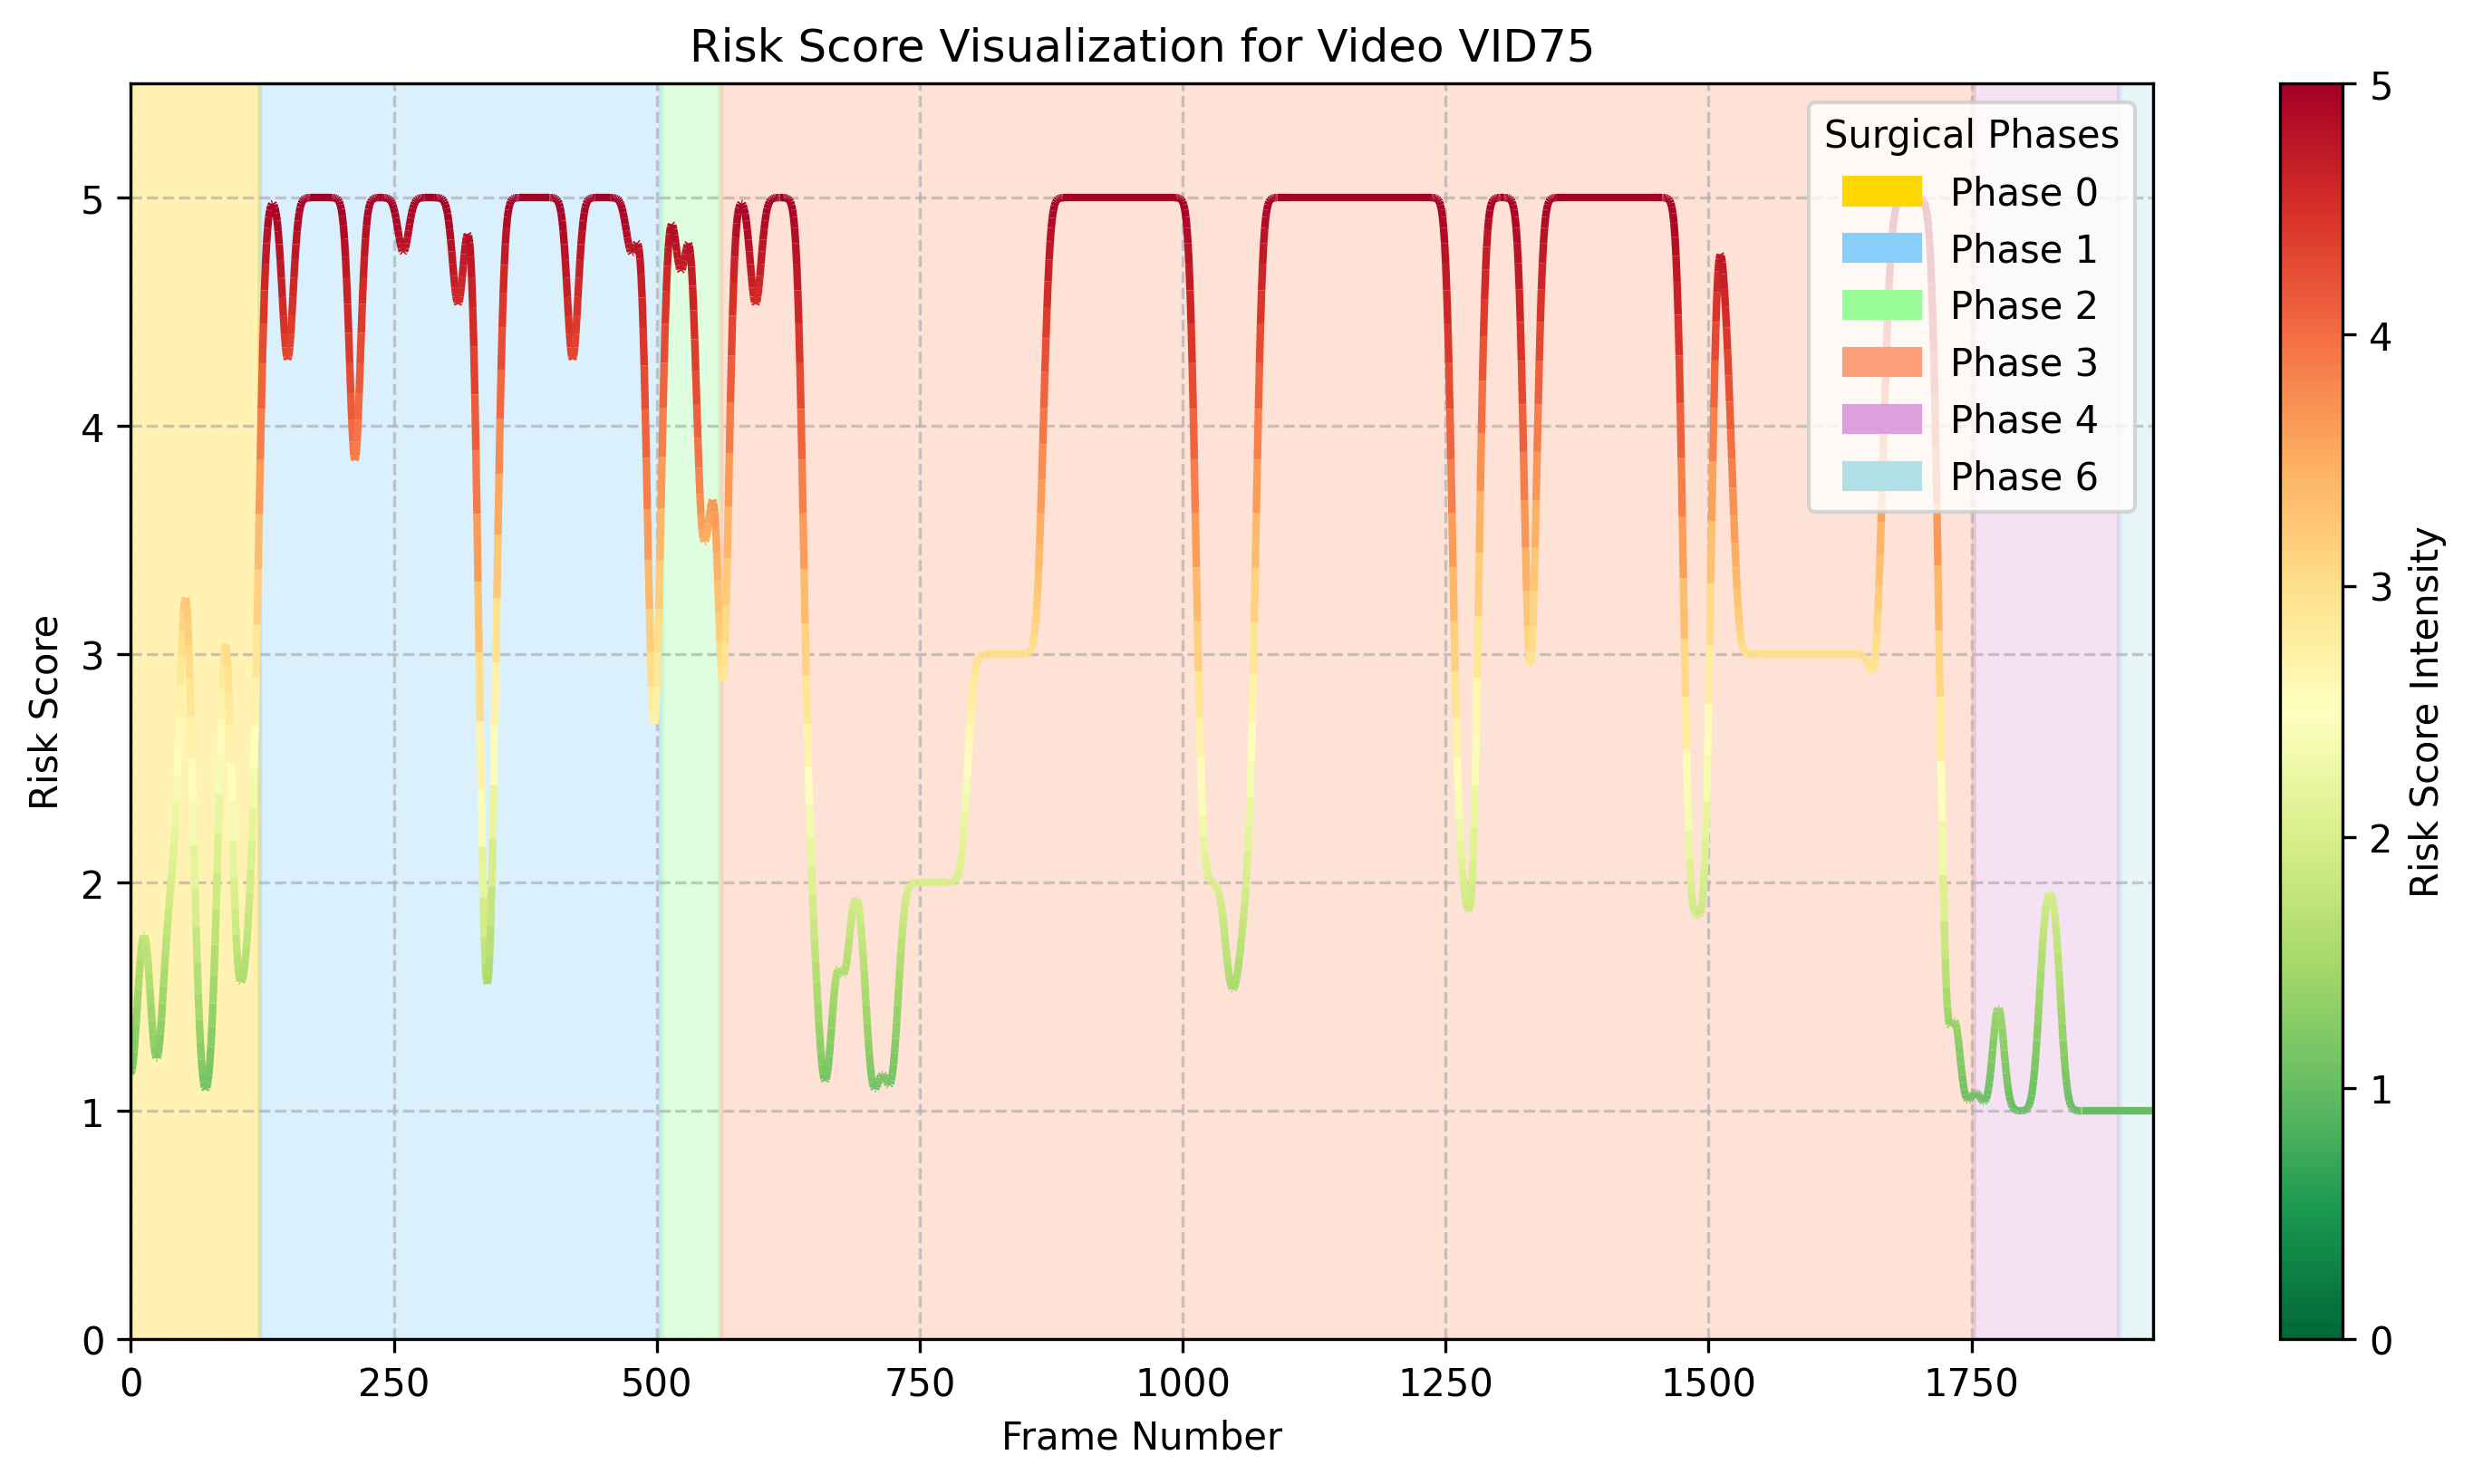 Risk Score Visualization for Video VID75
Risk Score
5
4
3
2
1
0
0 250 500 750 1000 1250 1500 1750
Frame Number
Surgical Phases
Phase 0
Phase 1
Phase 2
Phase 3
Phase 4
Phase 6
5
4
3
2
1
0
Risk Score Intensity